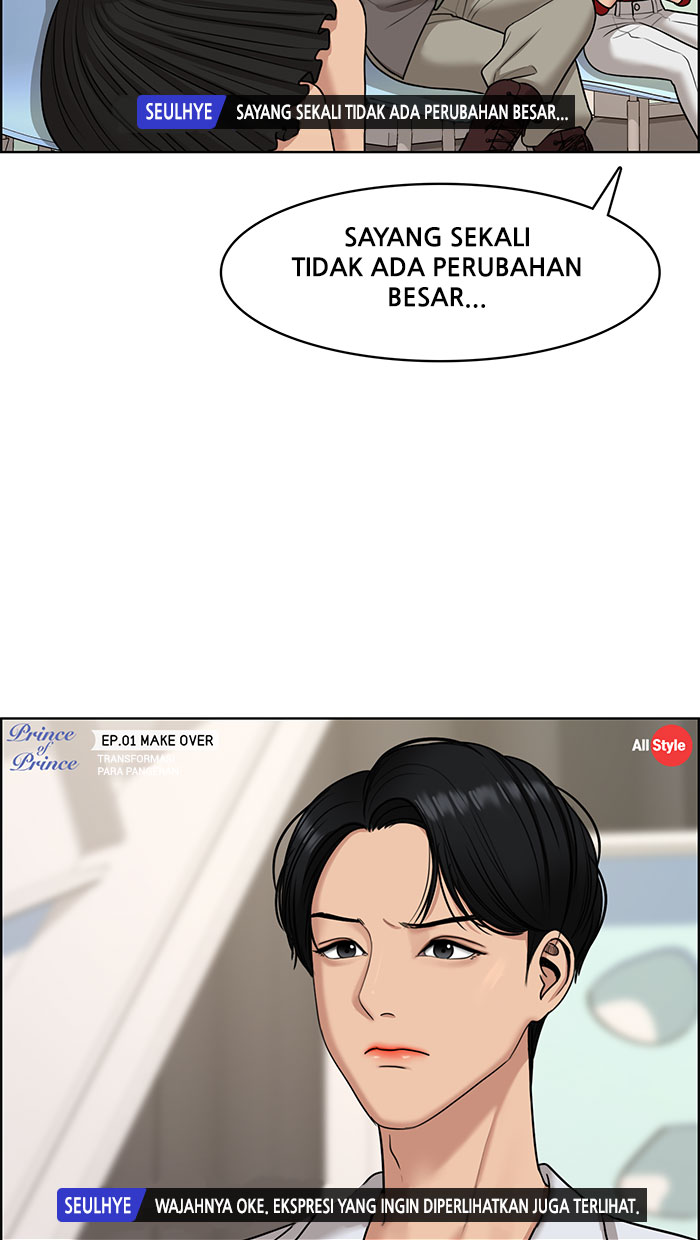 SEULHYE SAYANG SEKALI TIDAK ADA PERUBAHAN BESAR...
SAYANG SEKALI
TIDAK ADA PERUBAHAN
BESAR...
Prince
of
Prince
EP.01 MAKE OVER
TRANSFORMASI
PARA PANGERAN
All Style
SEULHYE WAJAHNYA OKE. EKSPRESI YANG INGIN DIPERLIHATKAN JUGA TERLIHAT.